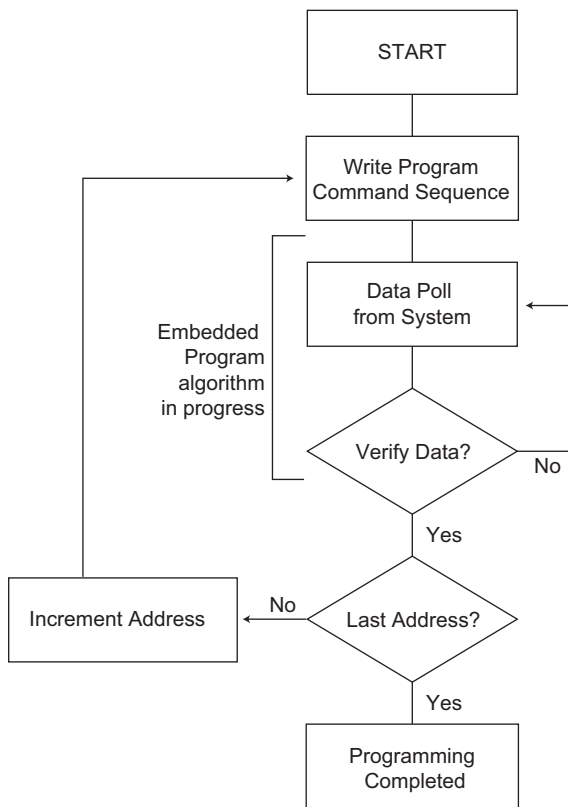 START
Write Program
Command Sequence
Data Poll
from System
Embedded
Program
algorithm
in progress
Verify Data?
No
Yes
Increment Address
No
Last Address?
Yes
Programming
Completed